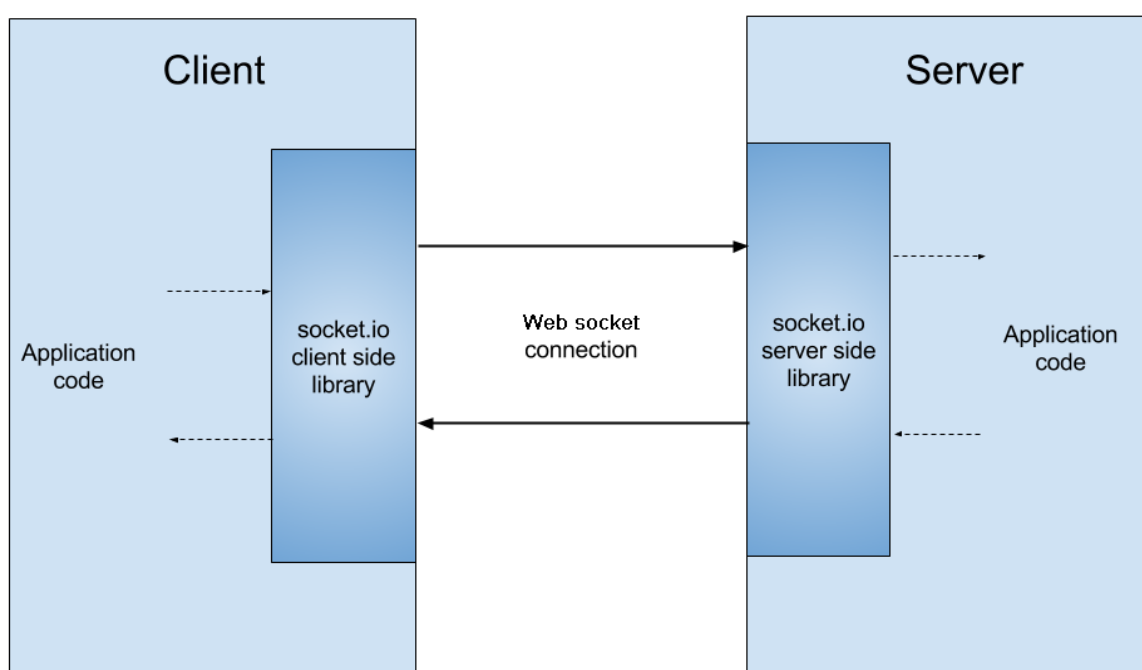 Client
Server
Application
code
socket.io
client side
library
Web socket
connection
socket.io
server side
library
Application
code